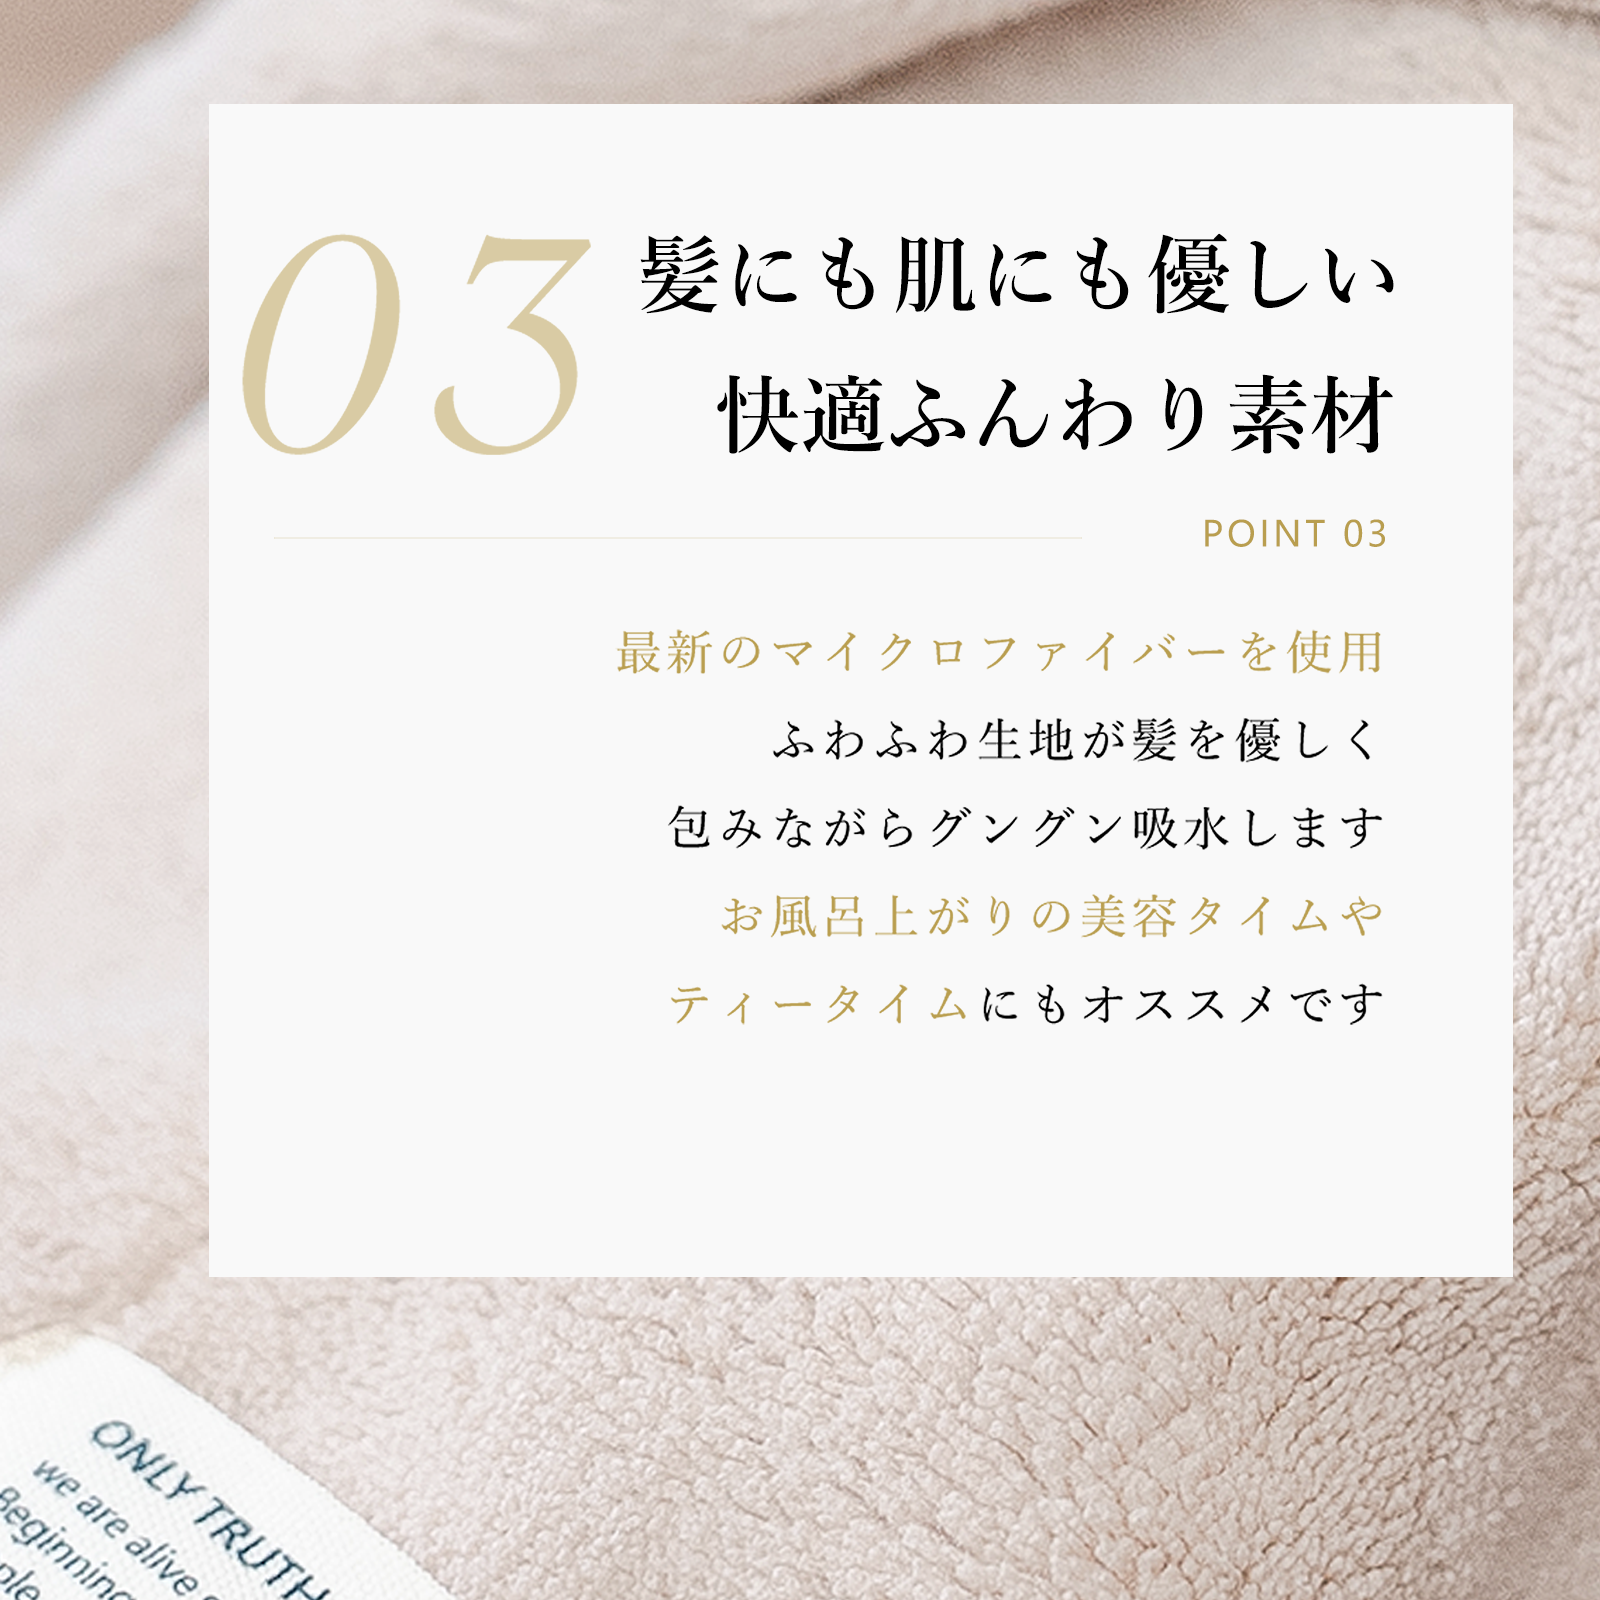 03
髪にも肌にも優しい
快適ふんわり素材
POINT 03
最新のマイクロファイバーを使用
ふわふわ生地が髪を優しく
包みながらグングン吸水します
お風呂上がりの美容タイムや
ティータイムにもオススメです
ONLY TRUTH
we are alive
Beginning